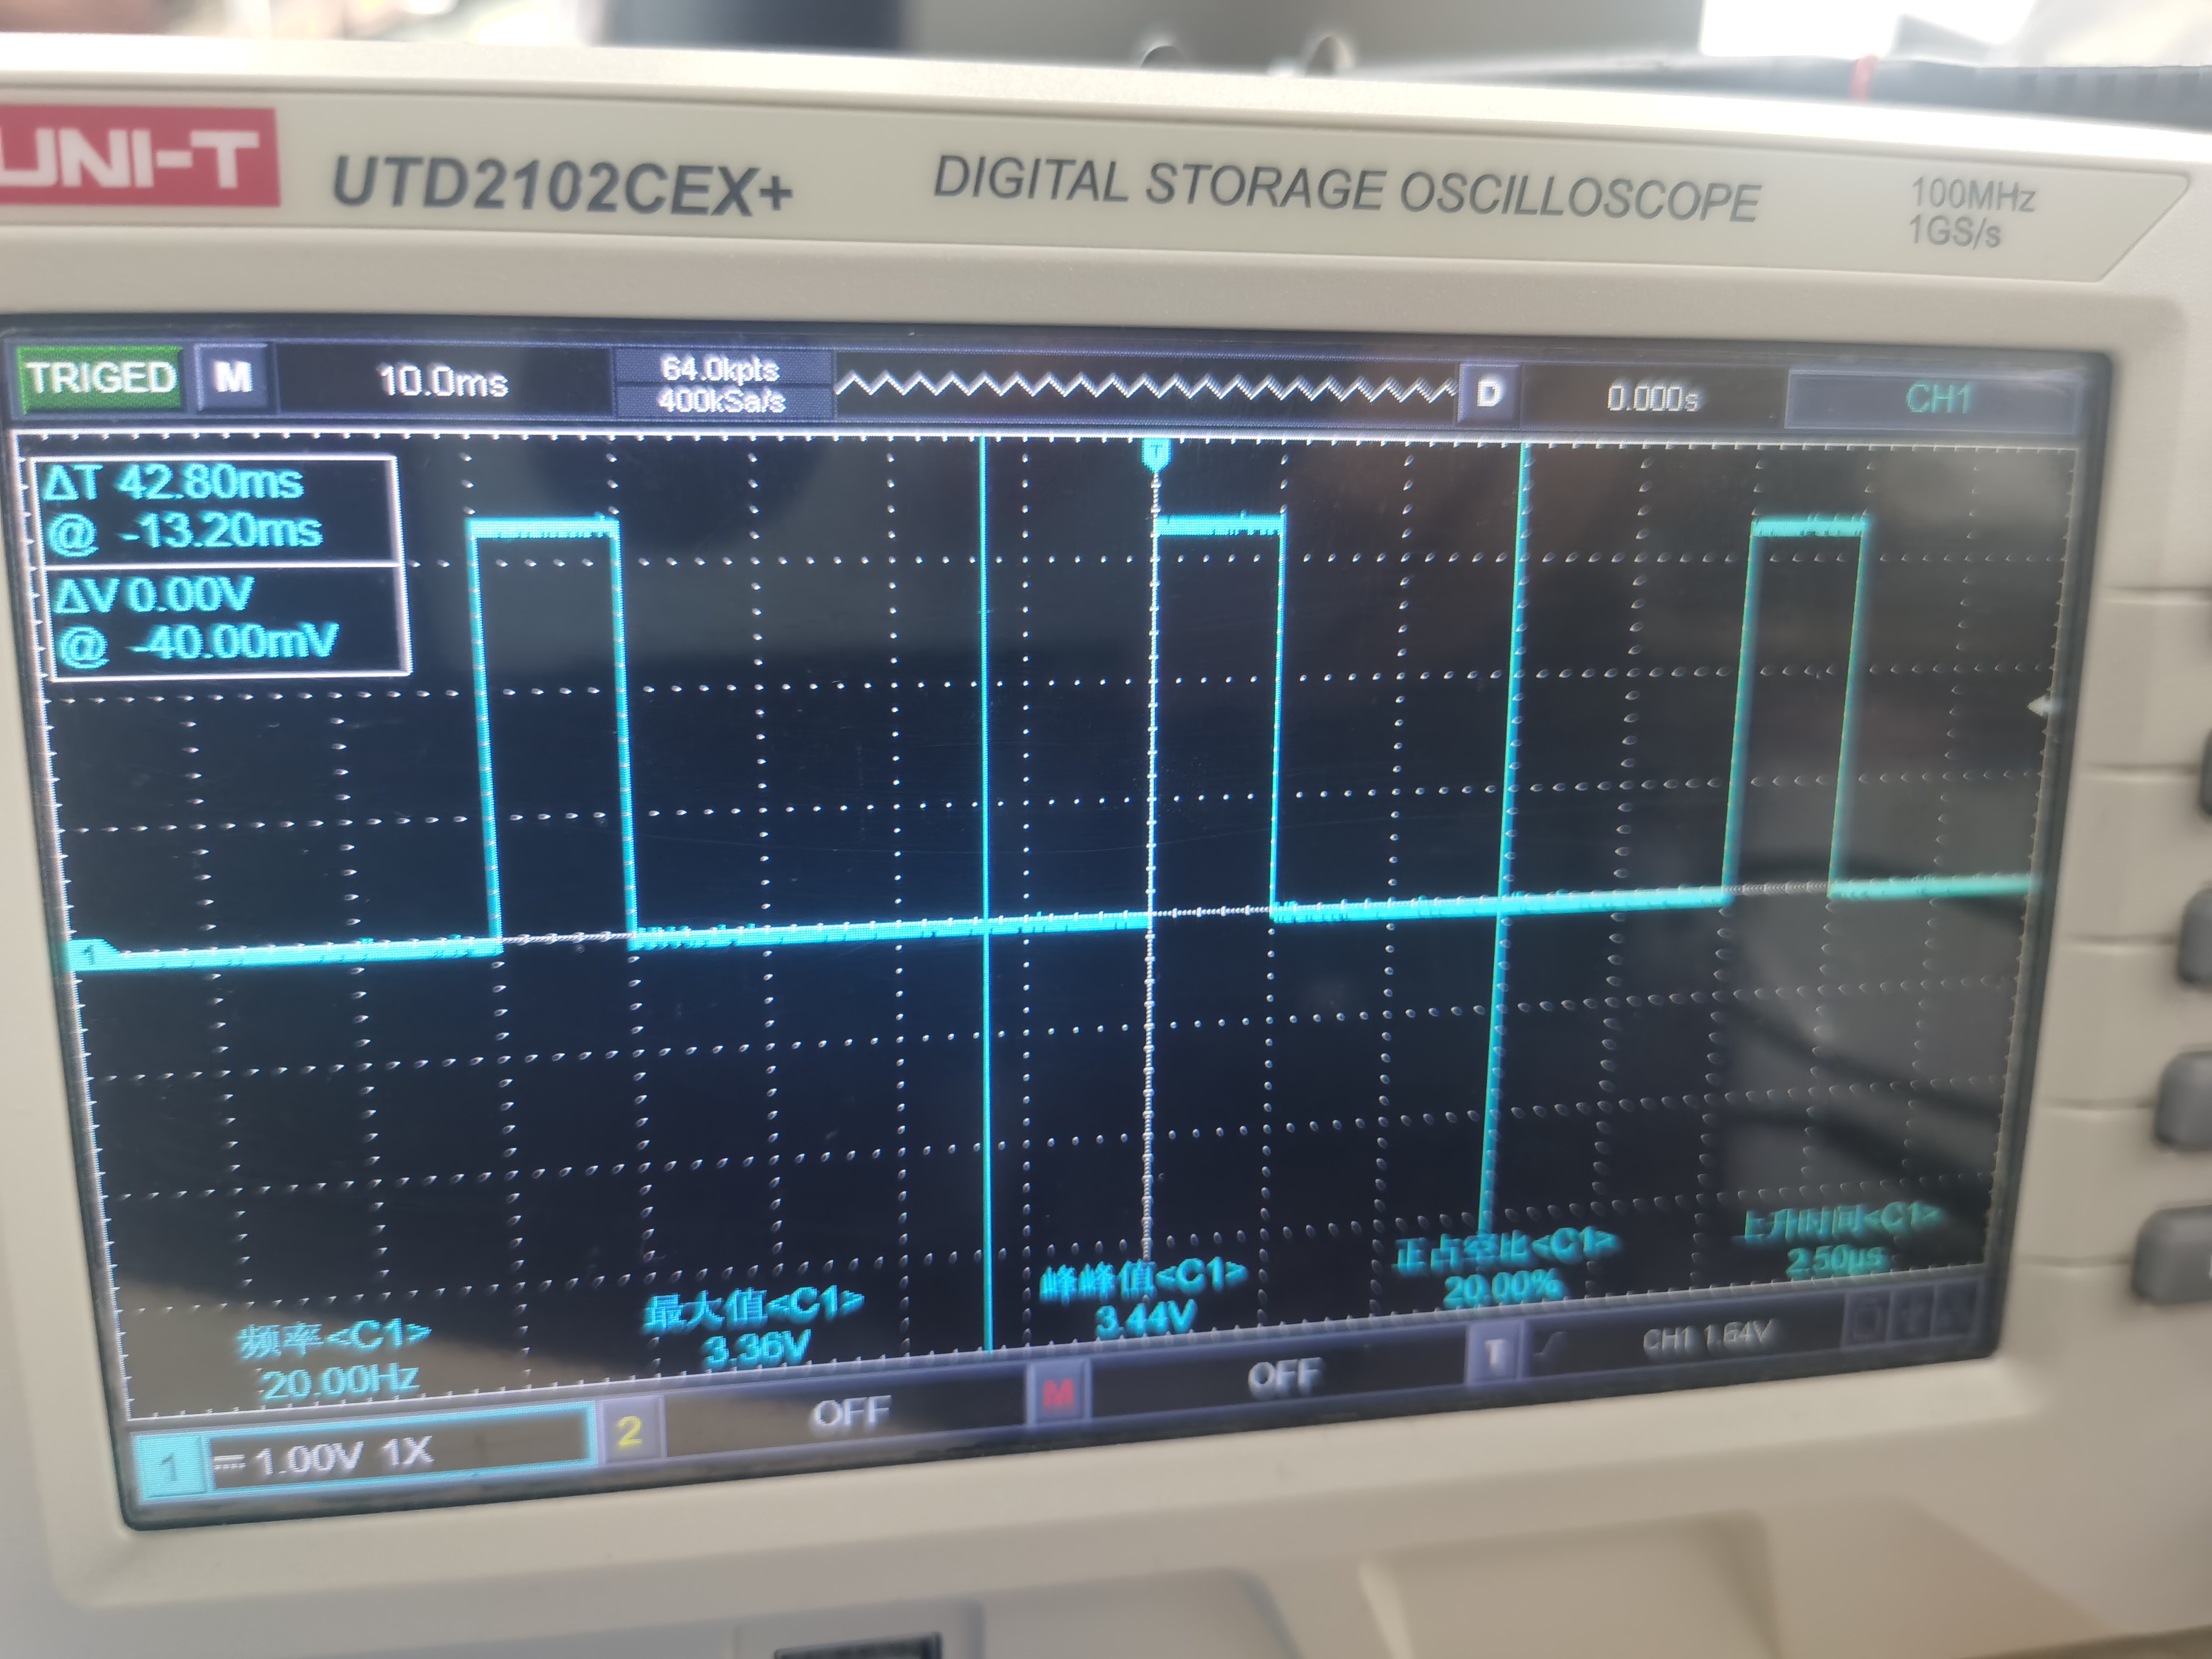 UNI-T UTD2102CEX+ DIGITAL STORAGE OSCILLOSCOPE 100MHz
1GS/s
TRIGED M 10.0ms 64.0kpts D 0.000s CH1
400kSa/s
T
ΔT 42.80ms
@ -13.20ms
ΔV 0.00V
@ -40.00mV
1
频率<C1> 最大值<C1> 峰峰值<C1> 正占空比<C1> 上升时间<C1>
20.00Hz 3.36V 3.44V 20.00% 2.50μs
1 1.00V 1X 2 OFF M OFF T CH1 1.64V